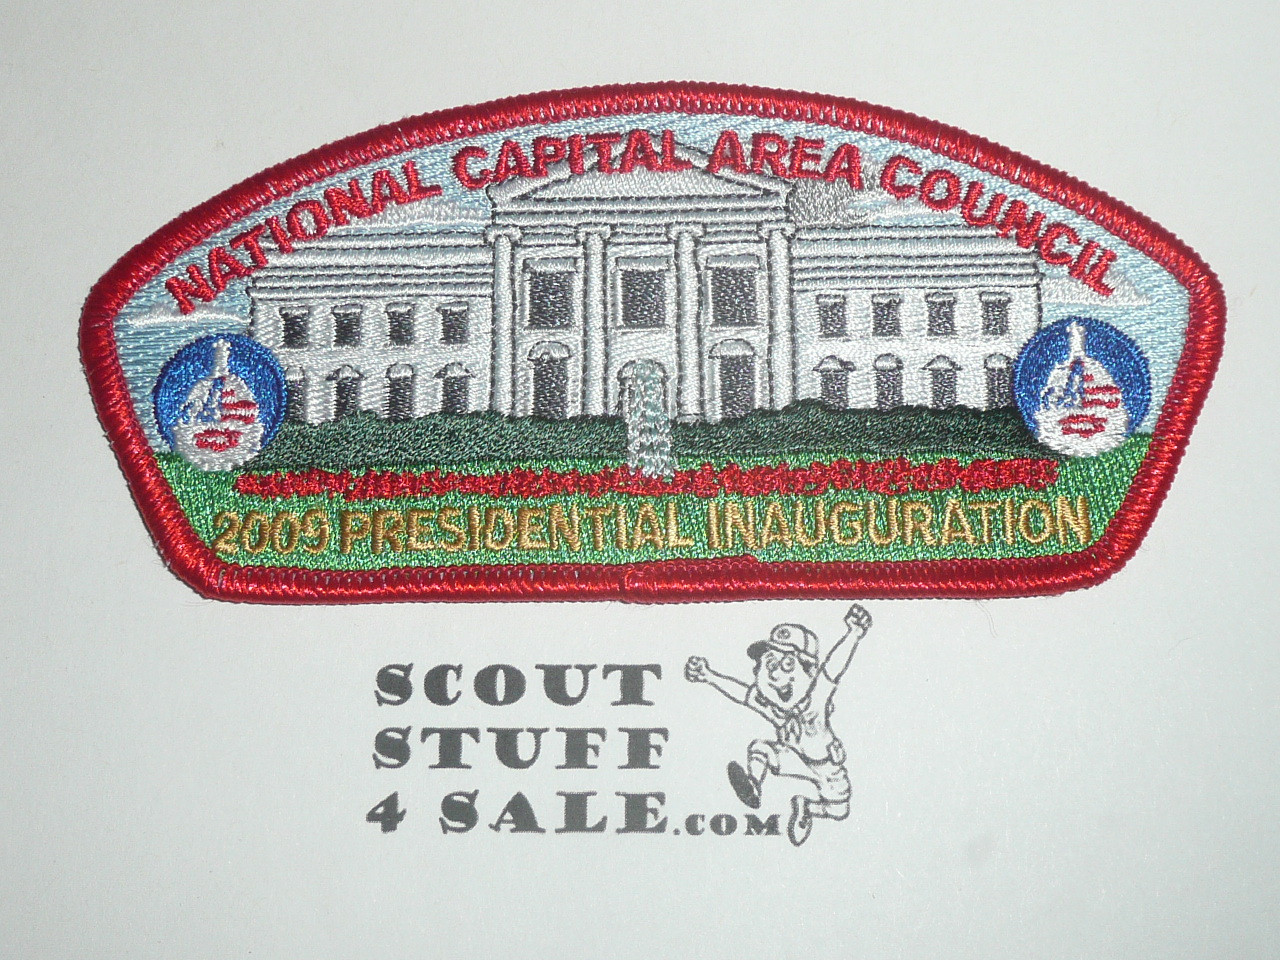 NATIONAL CAPITAL AREA COUNCIL
2009 PRESIDENTIAL INAUGURATION
SCOUT
STUFF
4 SALE.COM